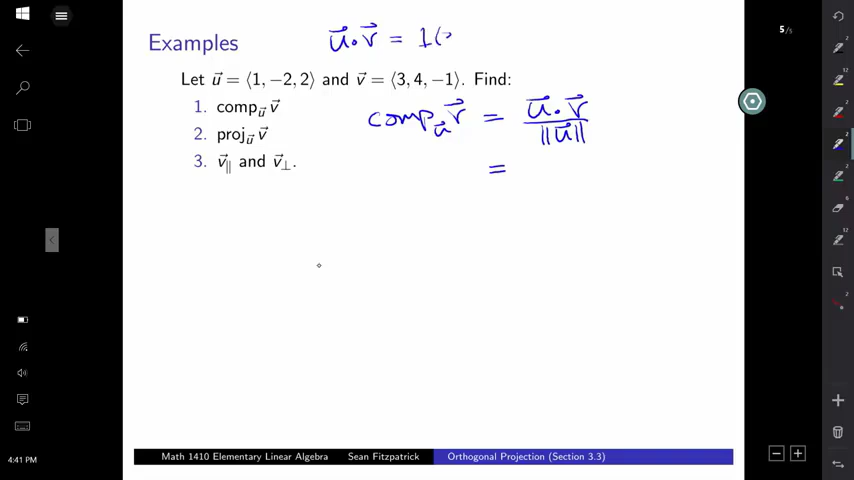 5/5
Examples
u⃗ • v⃗ = 1(
Let u⃗ = ⟨1, −2, 2⟩ and v⃗ = ⟨3, 4, −1⟩. Find:
1. comp_u⃗ v⃗
comp_u⃗ v⃗ = u⃗ • v⃗ / ‖u⃗‖
2. proj_u⃗ v⃗
3. v⃗_∥ and v⃗_⊥.
=
4:41 PM
Math 1410 Elementary Linear Algebra Sean Fitzpatrick Orthogonal Projection (Section 3.3)